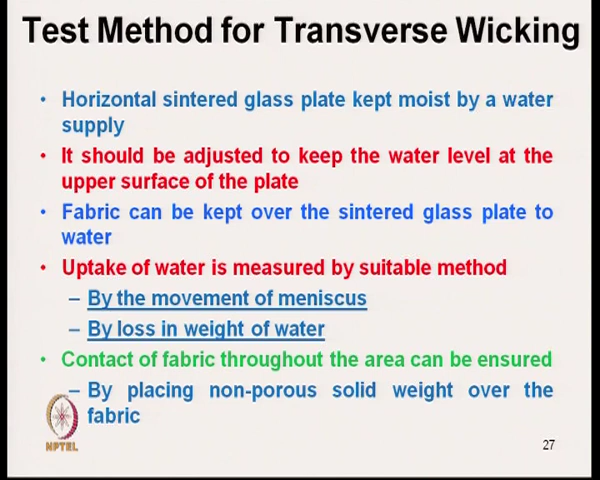 Test Method for Transverse Wicking
• Horizontal sintered glass plate kept moist by a water
supply
• It should be adjusted to keep the water level at the
upper surface of the plate
• Fabric can be kept over the sintered glass plate to
water
• Uptake of water is measured by suitable method
– By the movement of meniscus
– By loss in weight of water
• Contact of fabric throughout the area can be ensured
– By placing non-porous solid weight over the
fabric
NPTEL
27